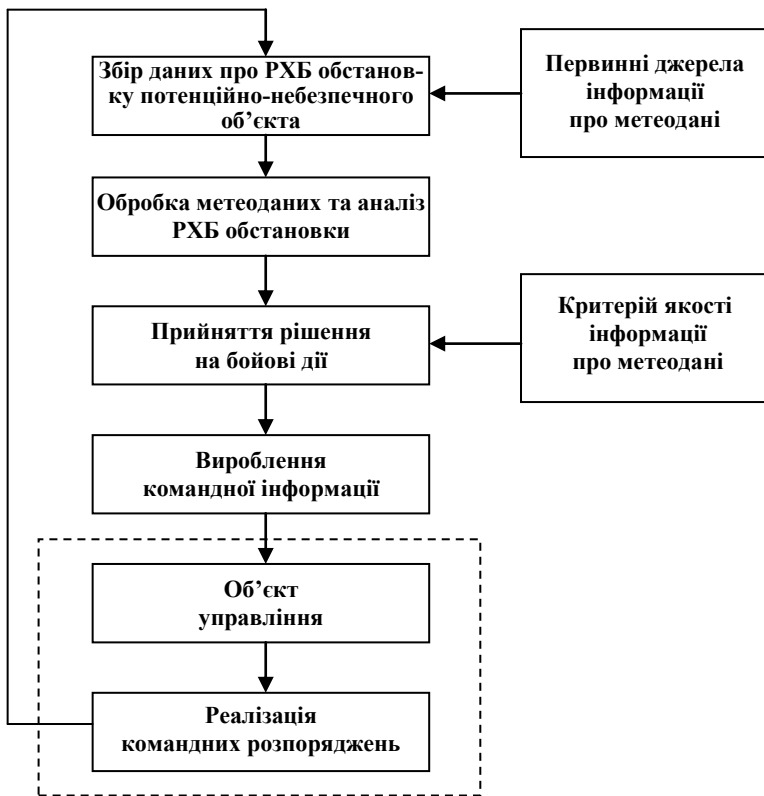 Збір даних про РХБ обстанов-
ку потенційно-небезпечного
об’єкта
Первинні джерела
інформації
про метеодані
Обробка метеоданих та аналіз
РХБ обстановки
Прийняття рішення
на бойові дії
Критерій якості
інформації
про метеодані
Вироблення
командної інформації
Об’єкт
управління
Реалізація
командних розпоряджень